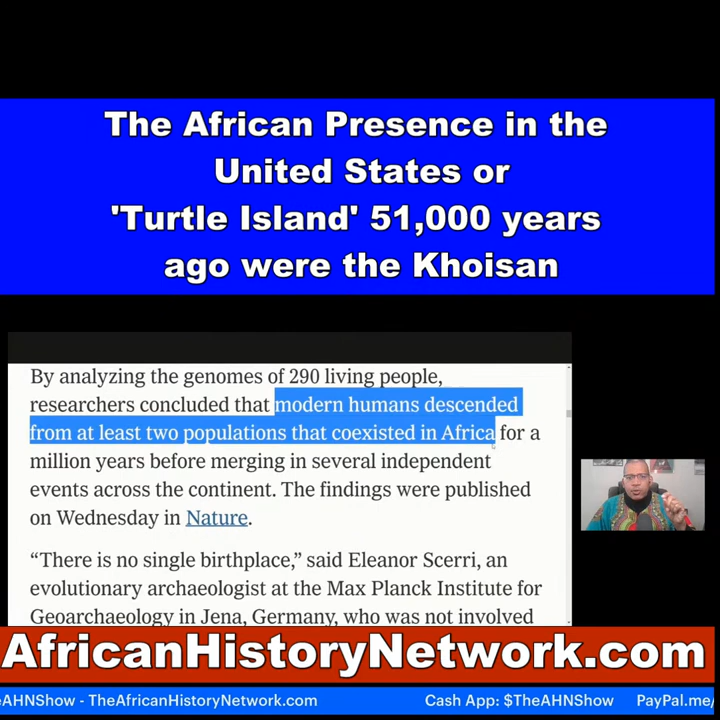 The African Presence in the
United States or
'Turtle Island' 51,000 years
ago were the Khoisan
By analyzing the genomes of 290 living people,
researchers concluded that modern humans descended
from at least two populations that coexisted in Africa for a
million years before merging in several independent
events across the continent. The findings were published
on Wednesday in Nature.
“There is no single birthplace,” said Eleanor Scerri, an
evolutionary archaeologist at the Max Planck Institute for
Geoarchaeology in Jena, Germany, who was not involved
AfricanHistoryNetwork.com
eAHNShow - TheAfricanHistoryNetwork.com Cash App: $TheAHNShow PayPal.me/